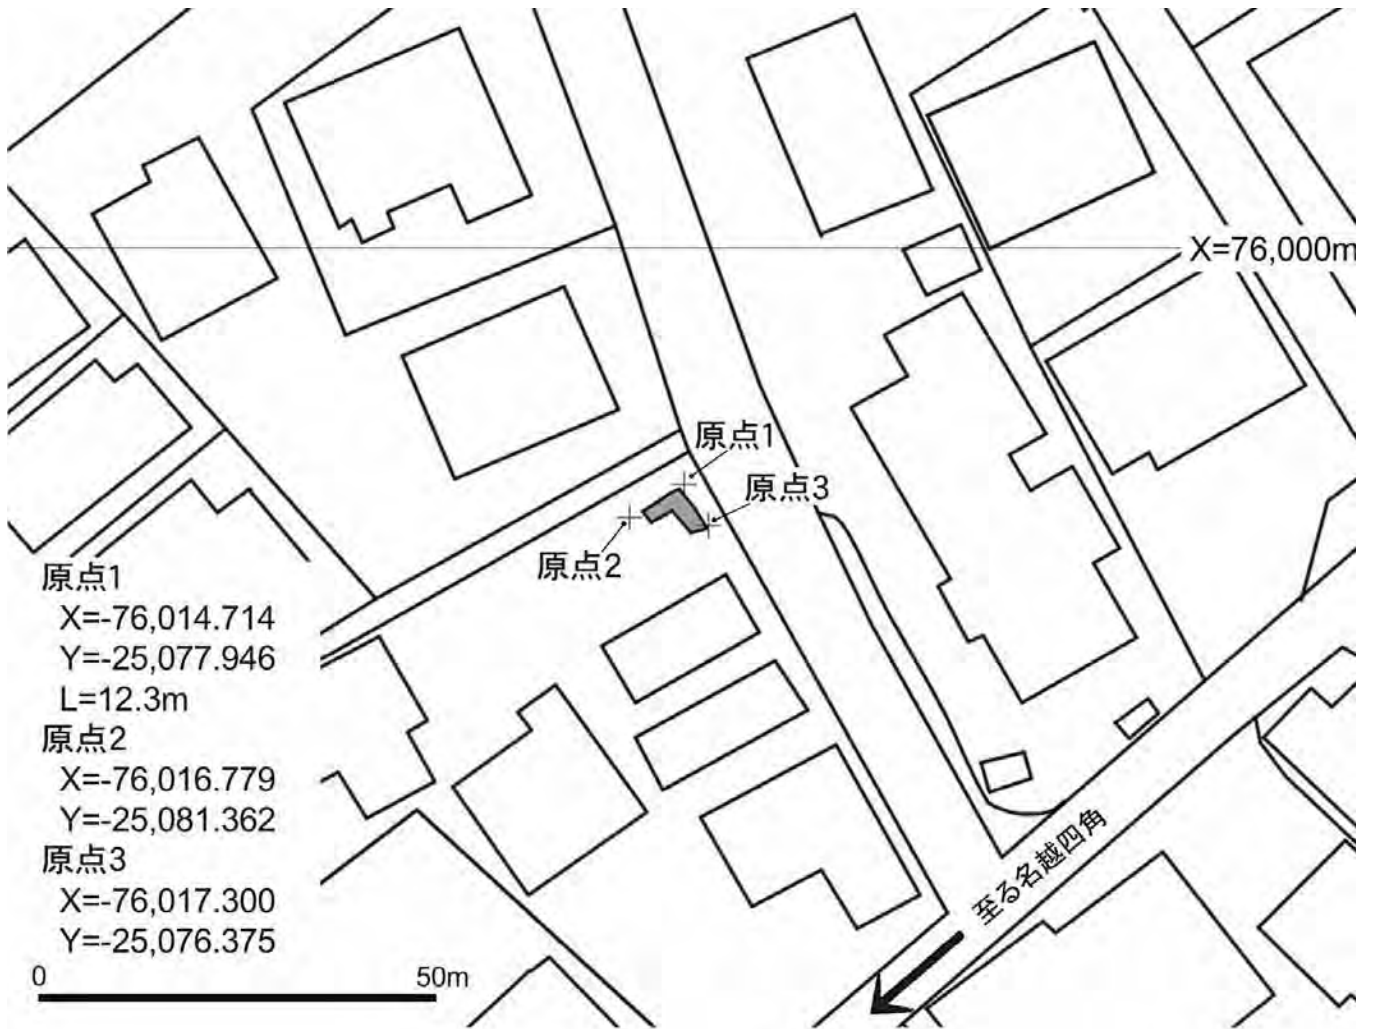 X=76,000m
原点1
原点3
原点2
原点1
X=-76,014.714
Y=-25,077.946
L=12.3m
原点2
X=-76,016.779
Y=-25,081.362
原点3
X=-76,017.300
Y=-25,076.375
至る名越四角
0 50m